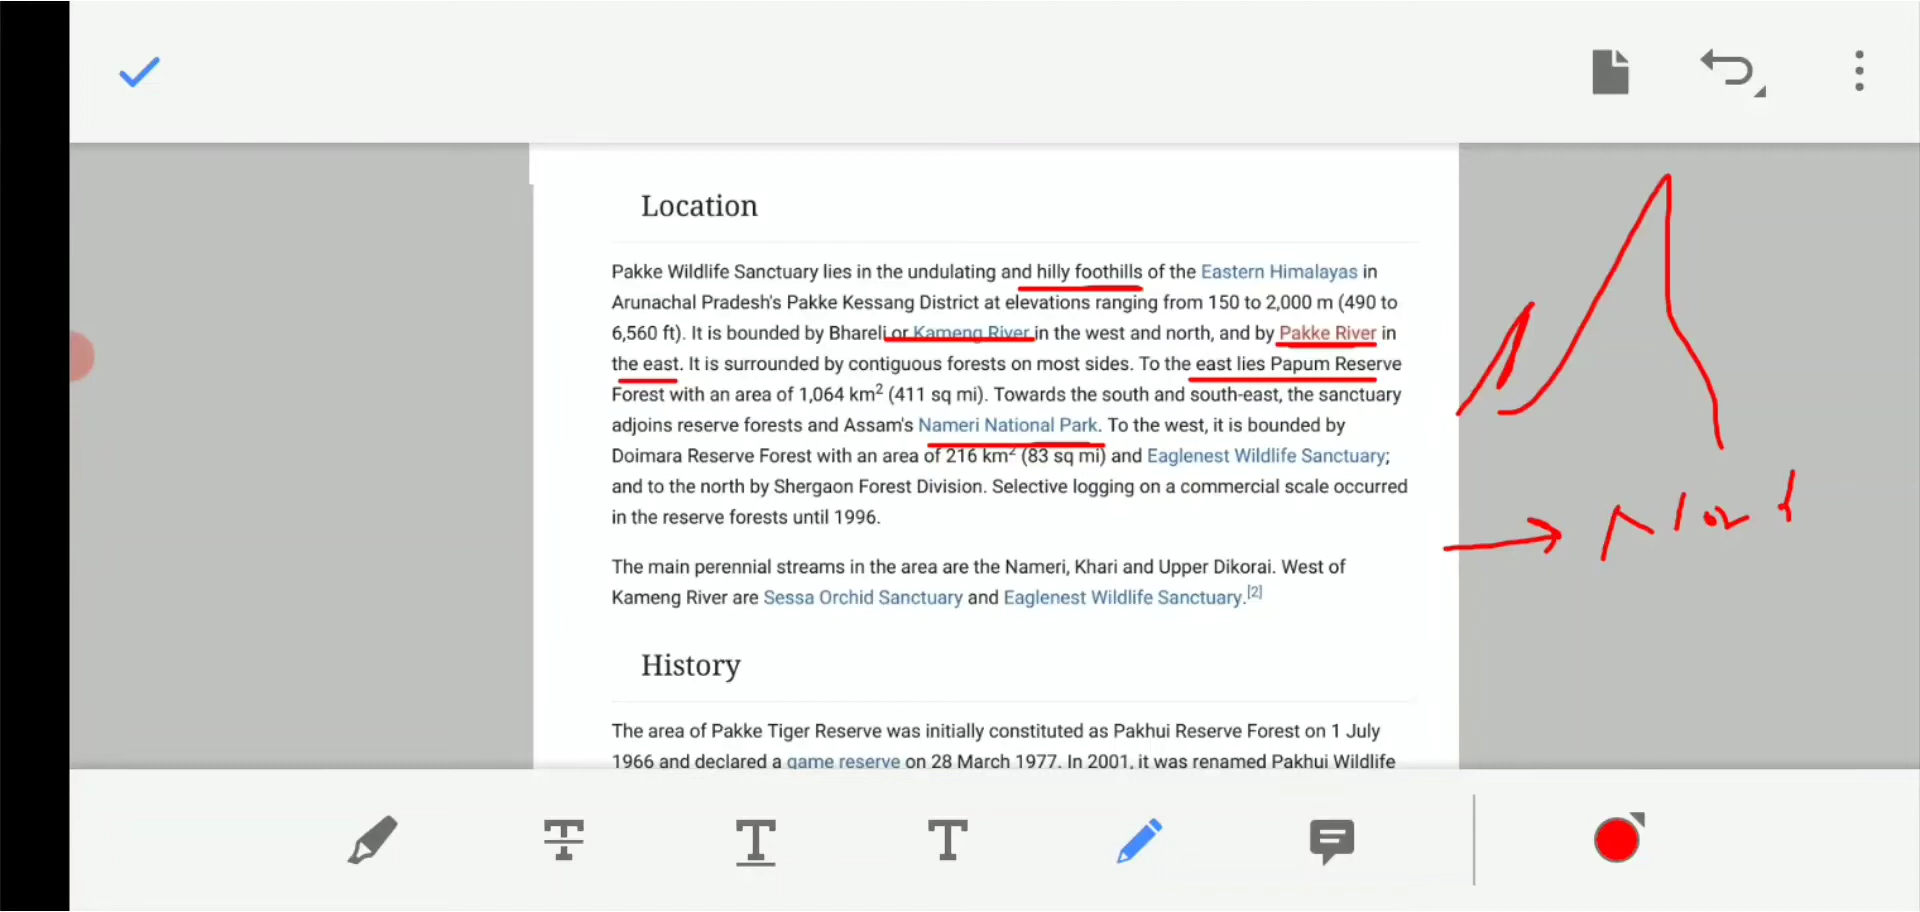 Location
Pakke Wildlife Sanctuary lies in the undulating and hilly foothills of the Eastern Himalayas in
Arunachal Pradesh's Pakke Kessang District at elevations ranging from 150 to 2,000 m (490 to
6,560 ft). It is bounded by Bhareli or Kameng River in the west and north, and by Pakke River in
the east. It is surrounded by contiguous forests on most sides. To the east lies Papum Reserve
Forest with an area of 1,064 km² (411 sq mi). Towards the south and south-east, the sanctuary
adjoins reserve forests and Assam's Nameri National Park. To the west, it is bounded by
Doimara Reserve Forest with an area of 216 km² (83 sq mi) and Eaglenest Wildlife Sanctuary;
and to the north by Shergaon Forest Division. Selective logging on a commercial scale occurred
in the reserve forests until 1996.
The main perennial streams in the area are the Nameri, Khari and Upper Dikorai. West of
Kameng River are Sessa Orchid Sanctuary and Eaglenest Wildlife Sanctuary.[2]
History
The area of Pakke Tiger Reserve was initially constituted as Pakhui Reserve Forest on 1 July
1966 and declared a game reserve on 28 March 1977. In 2001, it was renamed Pakhui Wildlife